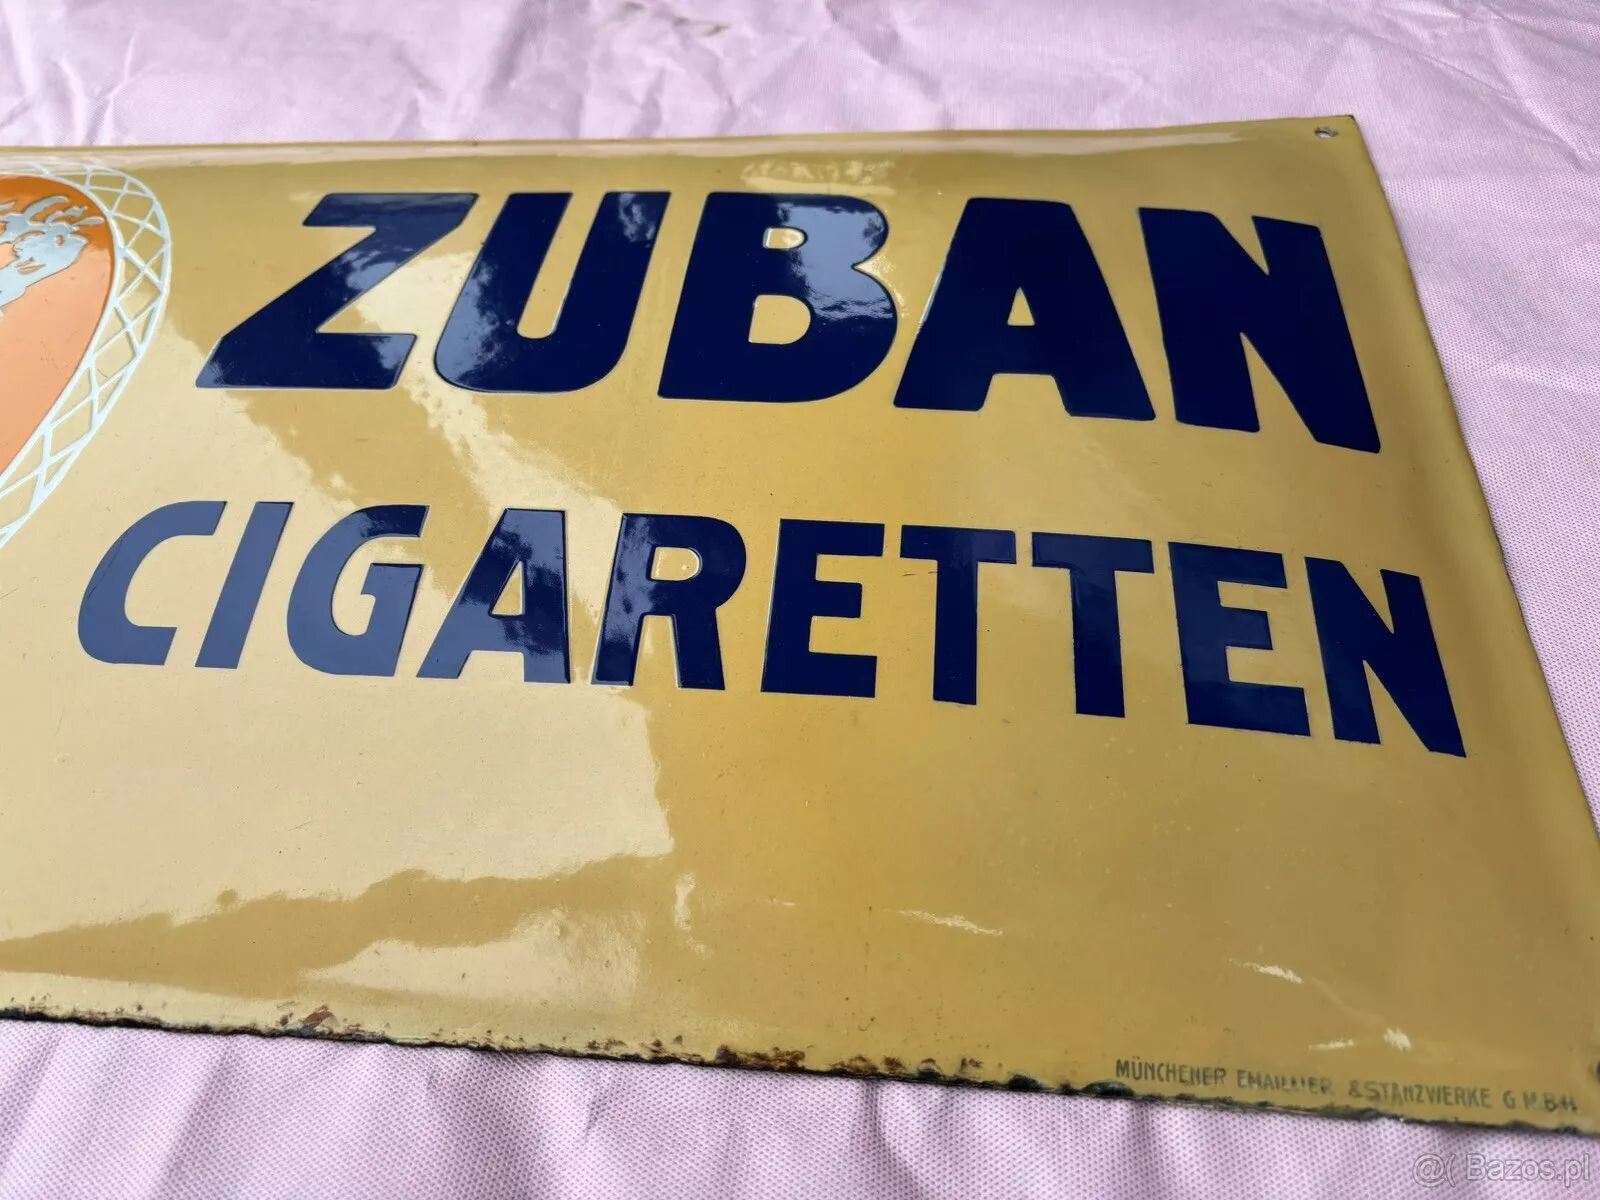 ZUBAN
CIGARETTEN
MÜNCHENER EMAILLIER & STANZWERKE G.M.B.H.
@( Bazos.pl